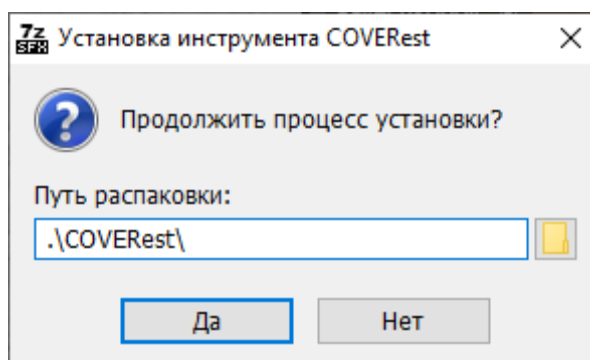 7z SFX Установка инструмента COVERest
Продолжить процесс установки?
Путь распаковки:
.\COVERest\
Да Нет